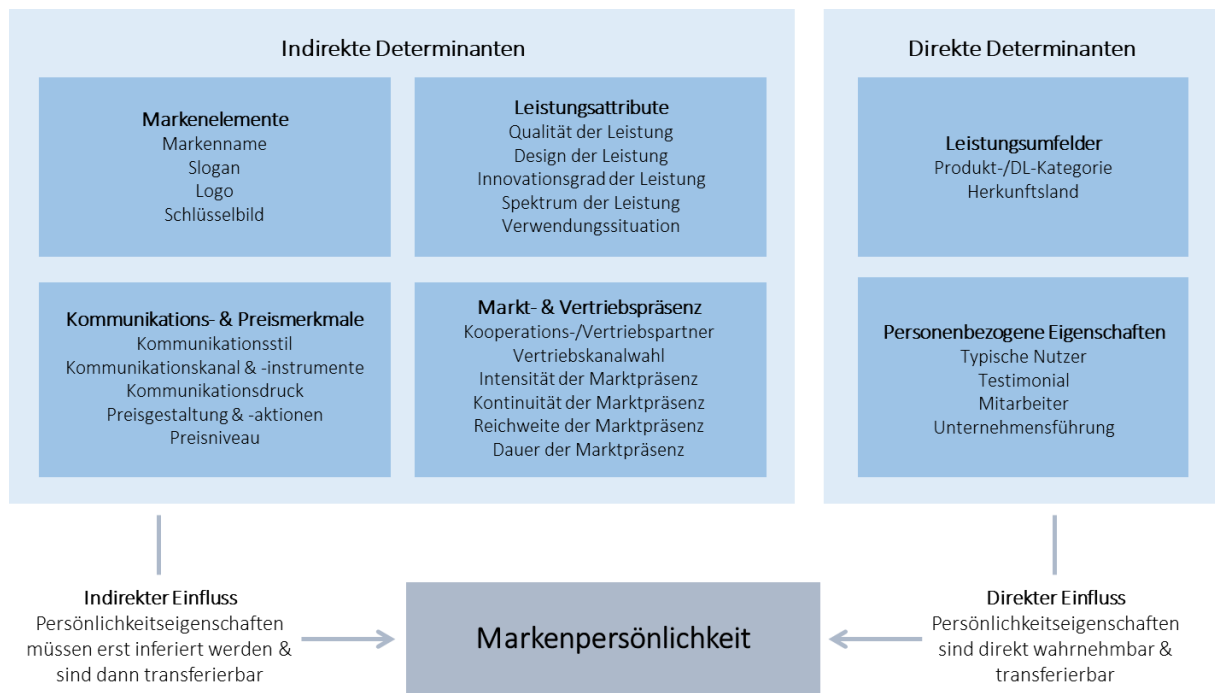 Indirekte Determinanten
Markenelemente
Markenname
Slogan
Logo
Schlüsselbild
Leistungsattribute
Qualität der Leistung
Design der Leistung
Innovationsgrad der Leistung
Spektrum der Leistung
Verwendungssituation
Kommunikations- & Preismerkmale
Kommunikationsstil
Kommunikationskanal & -instrumente
Kommunikationsdruck
Preisgestaltung & -aktionen
Preisniveau
Markt- & Vertriebspräsenz
Kooperations-/Vertriebspartner
Vertriebskanalwahl
Intensität der Marktpräsenz
Kontinuität der Marktpräsenz
Reichweite der Marktpräsenz
Dauer der Marktpräsenz
Direkte Determinanten
Leistungsumfelder
Produkt-/DL-Kategorie
Herkunftsland
Personenbezogene Eigenschaften
Typische Nutzer
Testimonial
Mitarbeiter
Unternehmensführung
Indirekter Einfluss
Persönlichkeitseigenschaften
müssen erst inferiert werden &
sind dann transferierbar
Markenpersönlichkeit
Direkter Einfluss
Persönlichkeitseigenschaften
sind direkt wahrnehmbar &
transferierbar